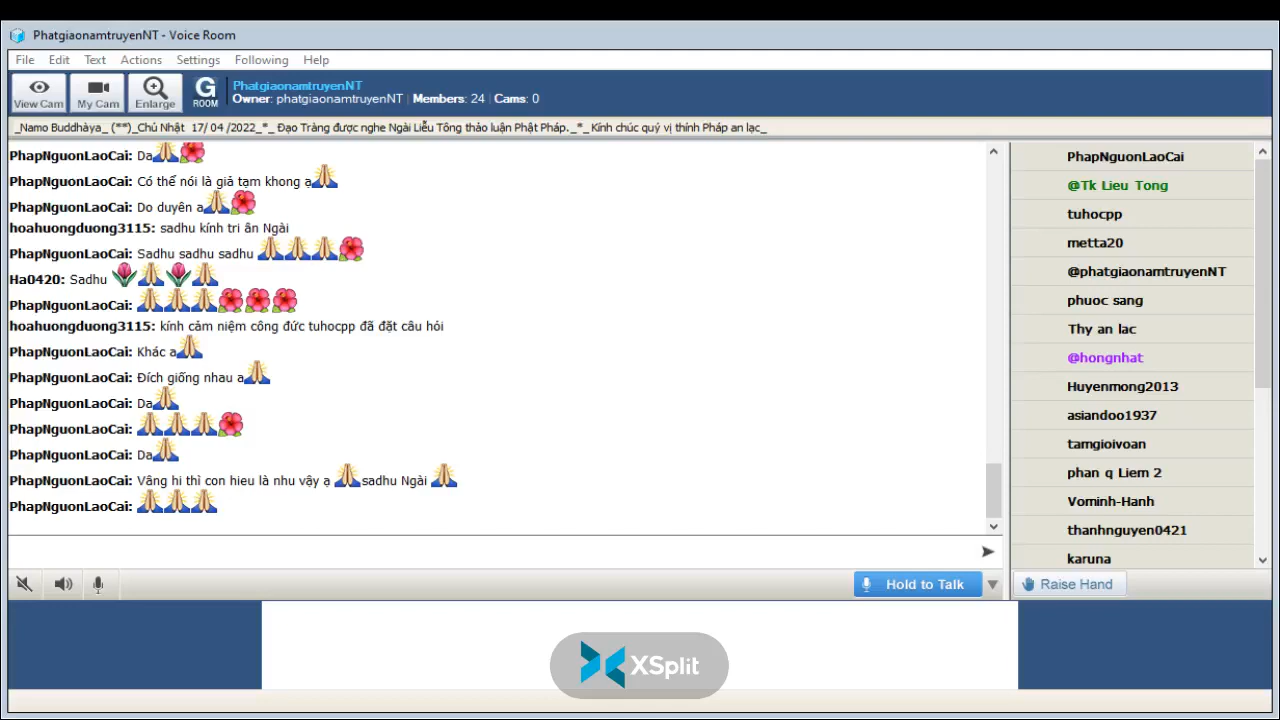 PhatgiaonamtruyenNT - Voice Room
File Edit Text Actions Settings Following Help
View Cam My Cam Enlarge G ROOM
PhatgiaonamtruyenNT
Owner: phatgiaonamtruyenNT | Members: 24 | Cams: 0
_Namo Buddhàya_ (**)_Chủ Nhật 17/ 04 /2022_*_ Đạo Tràng được nghe Ngài Liễu Tông thảo luận Phật Pháp._*_ Kính chúc quý vị thính Pháp an lạc_
PhapNguonLaoCai: Da🙏🌺
PhapNguonLaoCai: Có thể nói là giả tạm khong ạ🙏
PhapNguonLaoCai: Do duyên a🙏🌺
hoahuongduong3115: sadhu kính tri ân Ngài
PhapNguonLaoCai: Sadhu sadhu sadhu 🙏🙏🙏🌺
Ha0420: Sadhu 🌷🙏🌷🙏
PhapNguonLaoCai: 🙏🙏🙏🌺🌺🌺
hoahuongduong3115: kính cảm niệm công đức tuhocpp đã đặt câu hỏi
PhapNguonLaoCai: Khác a🙏
PhapNguonLaoCai: Đích giống nhau a🙏
PhapNguonLaoCai: Da🙏
PhapNguonLaoCai: 🙏🙏🙏🌺
PhapNguonLaoCai: Da🙏
PhapNguonLaoCai: Vâng hi thì con hieu là nhu vậy ạ 🙏sadhu Ngài 🙏
PhapNguonLaoCai: 🙏🙏🙏
PhapNguonLaoCai
@Tk Lieu Tong
tuhocpp
metta20
@phatgiaonamtruyenNT
phuoc sang
Thy an lac
@hongnhat
Huyenmong2013
asiandoo1937
tamgioivoan
phan q Liem 2
Vominh-Hanh
thanhnguyen0421
karuna
Hold to Talk
Raise Hand
XSplit